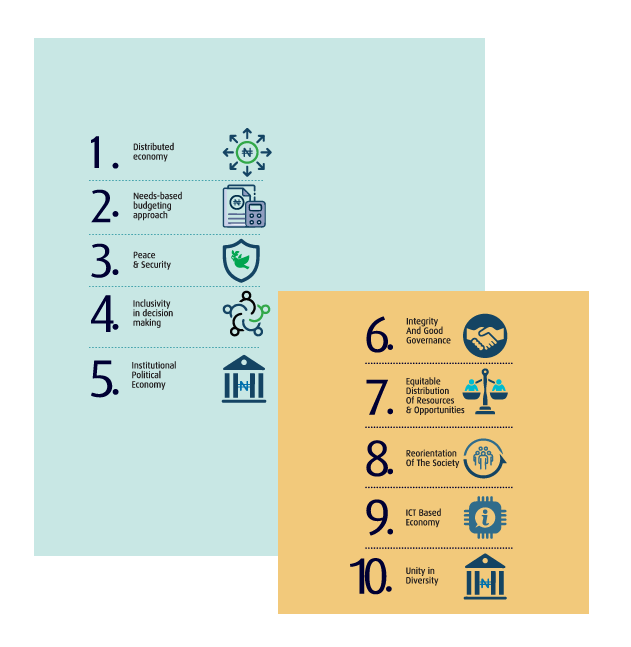 1.
Distributed
economy
2.
Needs-based
budgeting
approach
₦
3.
Peace
& Security
4.
Inclusivity
in decision
making
5.
Institutional
Political
Economy
₦
6.
Integrity
And Good
Governance
7.
Equitable
Distribution
Of Resources
& Opportunities
8.
Reorientation
Of The Society
9.
ICT Based
Economy
i
10.
Unity in
Diversity
₦